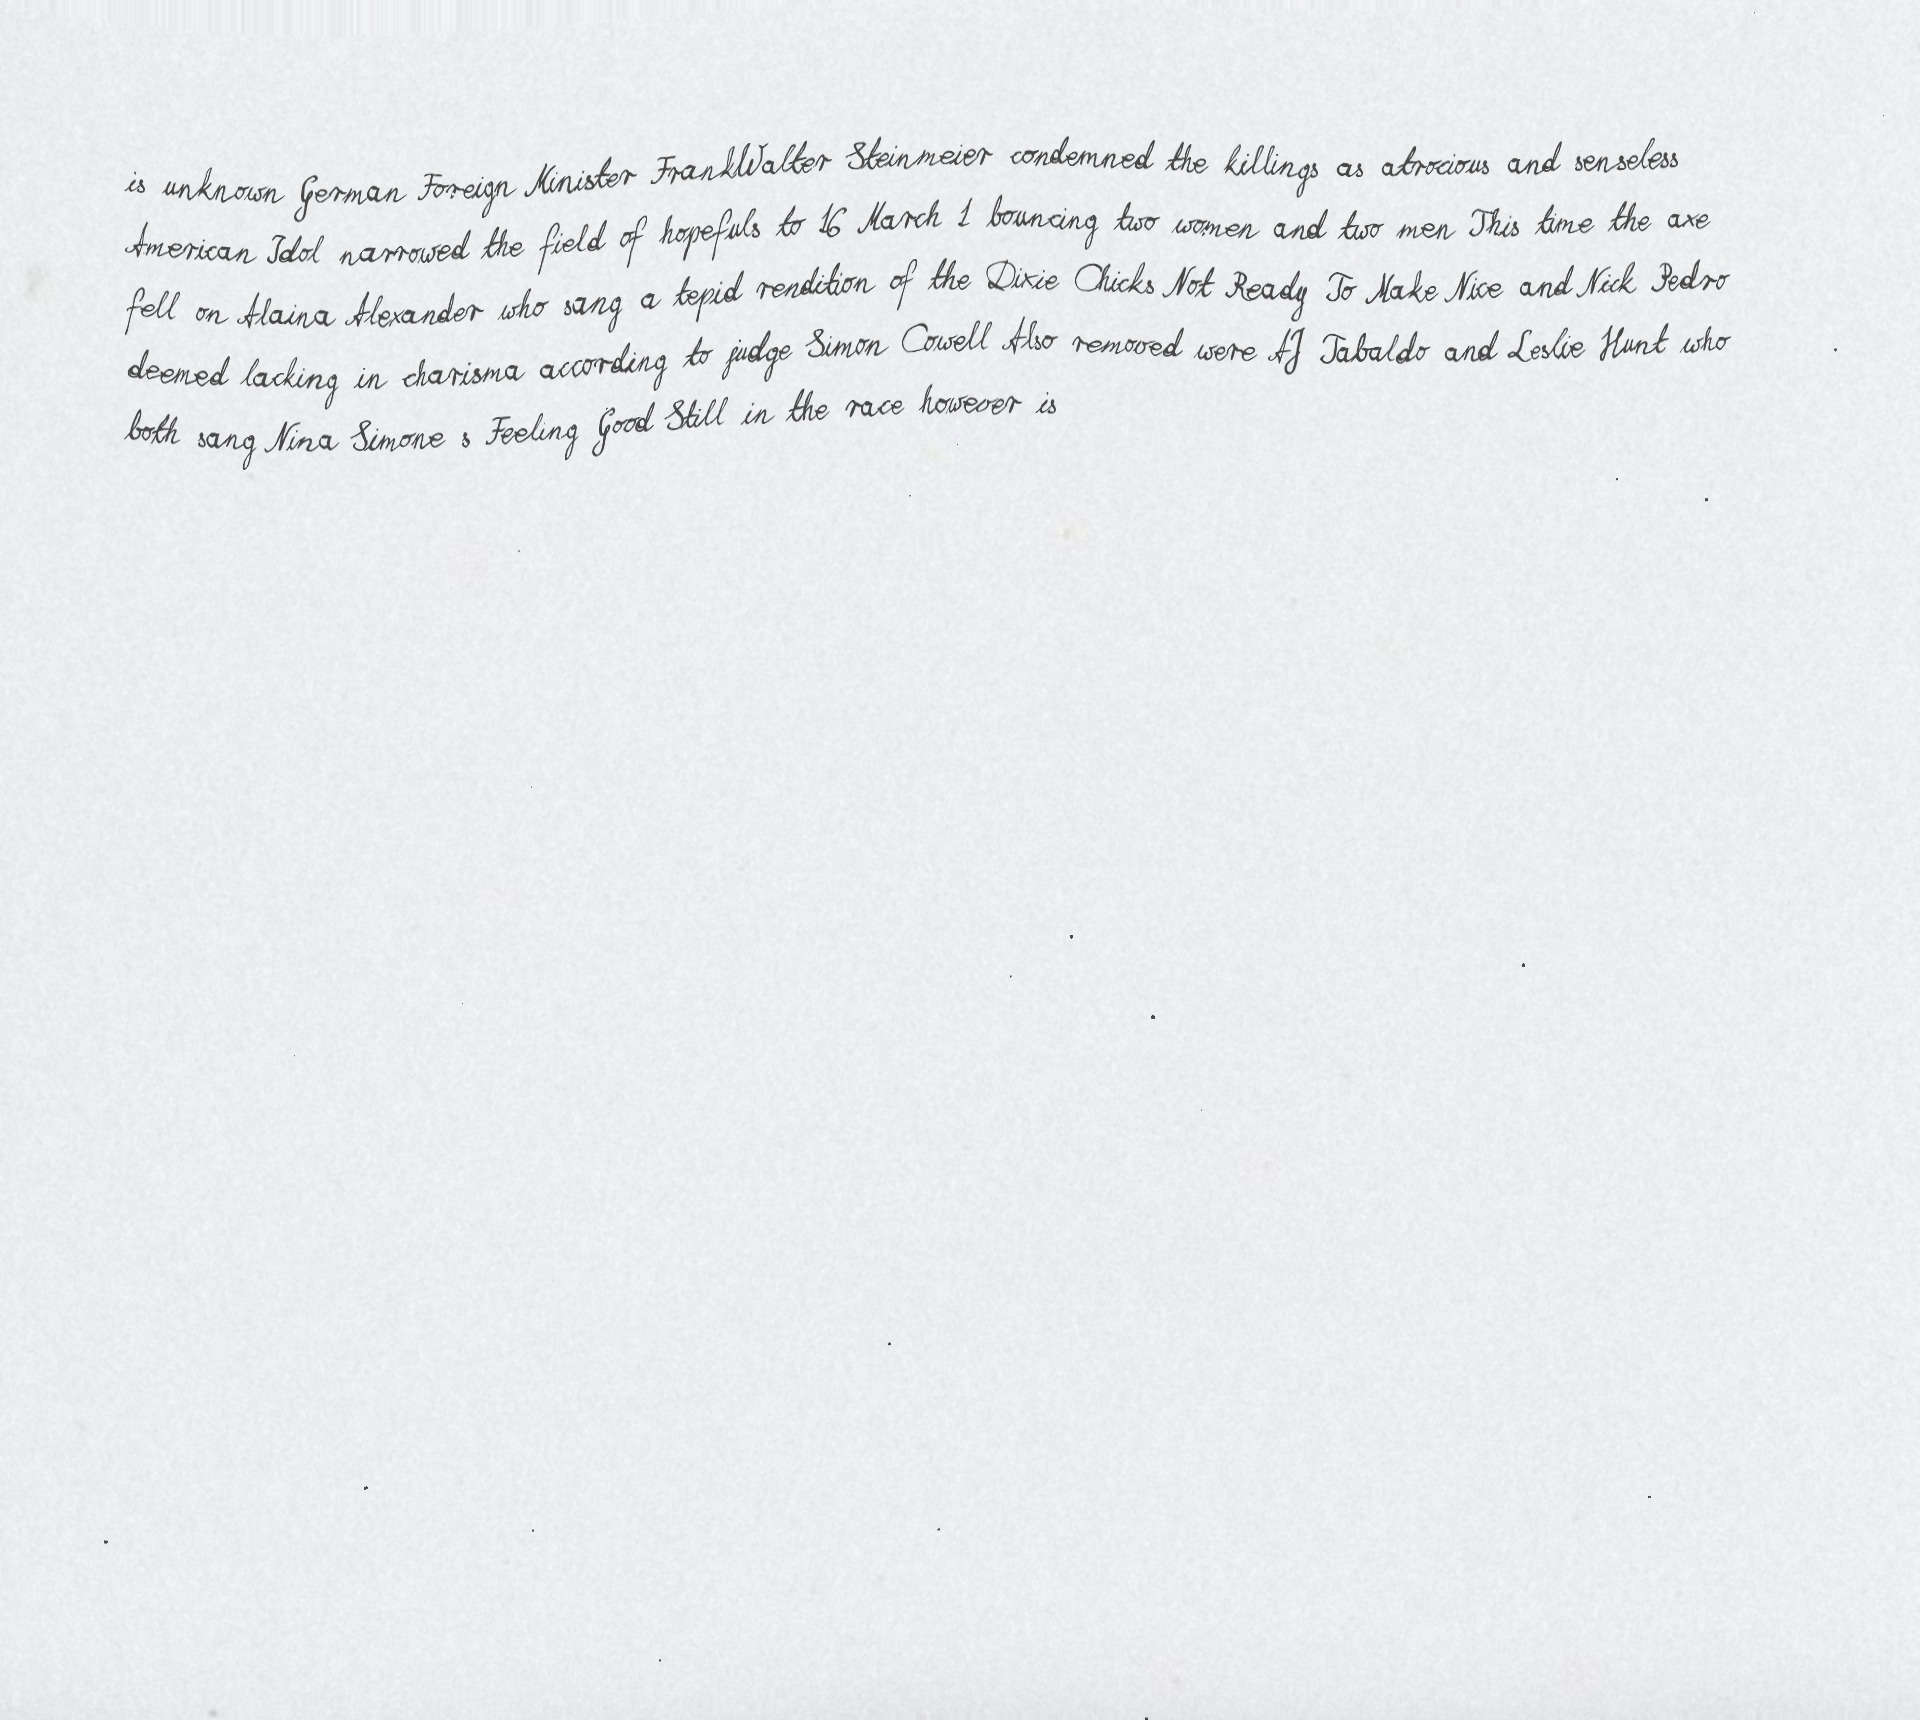 is unknown German Foreign Minister FrankWalter Steinmeier condemned the killings as atrocious and senseless
American Idol narrowed the field of hopefuls to 16 March 1 bouncing two women and two men This time the axe
fell on Alaina Alexander who sang a tepid rendition of the Dixie Chicks Not Ready To Make Nice and Nick Pedro
deemed lacking in charisma according to judge Simon Cowell Also removed were AJ Tabaldo and Leslie Hunt who
both sang Nina Simone s Feeling Good Still in the race however is